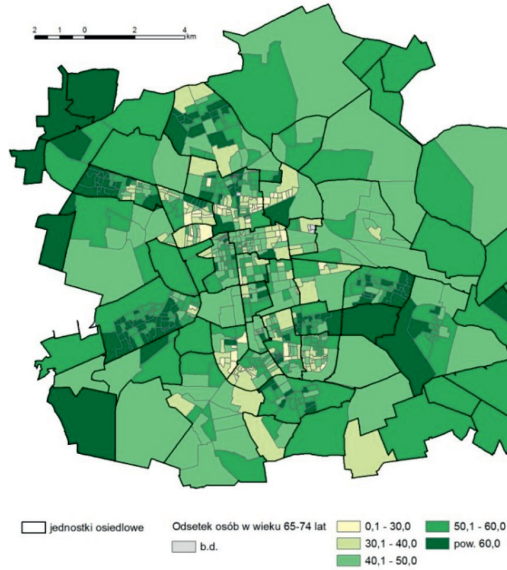 2 1 0 2 4
km
jednostki osiedlowe
Odsetek osób w wieku 65-74 lat
b.d.
0,1 - 30,0
30,1 - 40,0
40,1 - 50,0
50,1 - 60,0
pow. 60,0